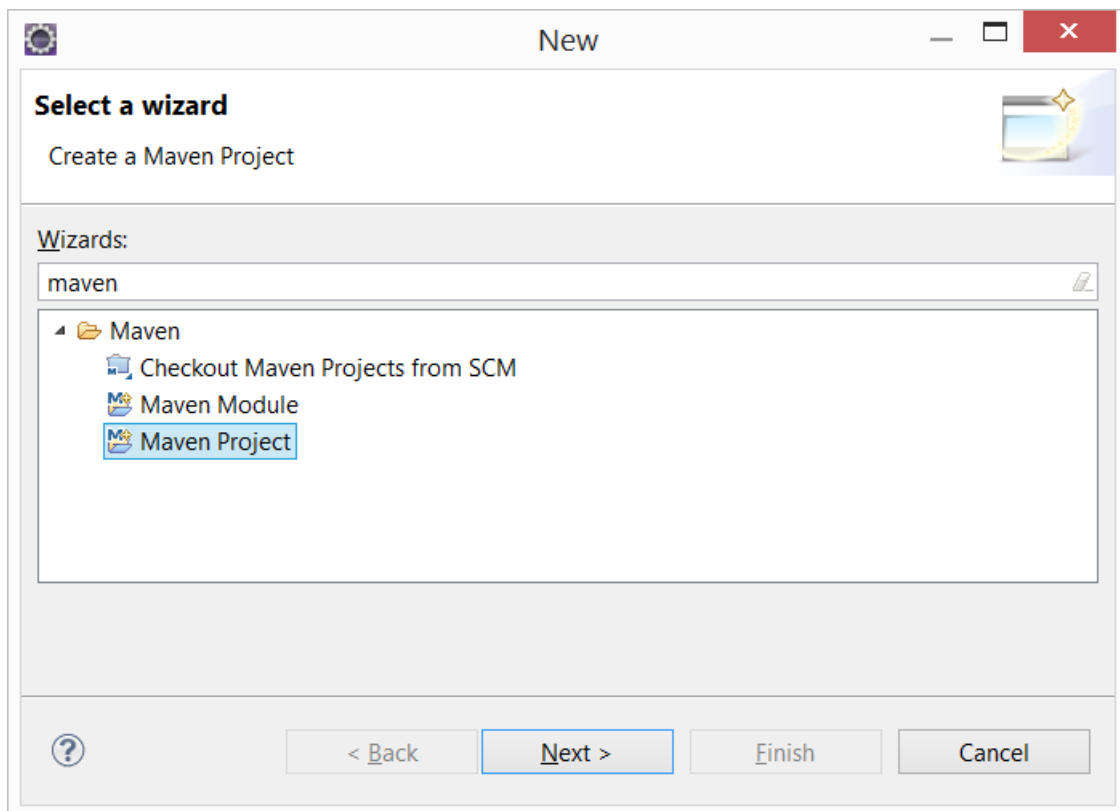 New
Select a wizard
Create a Maven Project
Wizards:
maven
Maven
Checkout Maven Projects from SCM
Maven Module
Maven Project
< Back Next > Finish Cancel